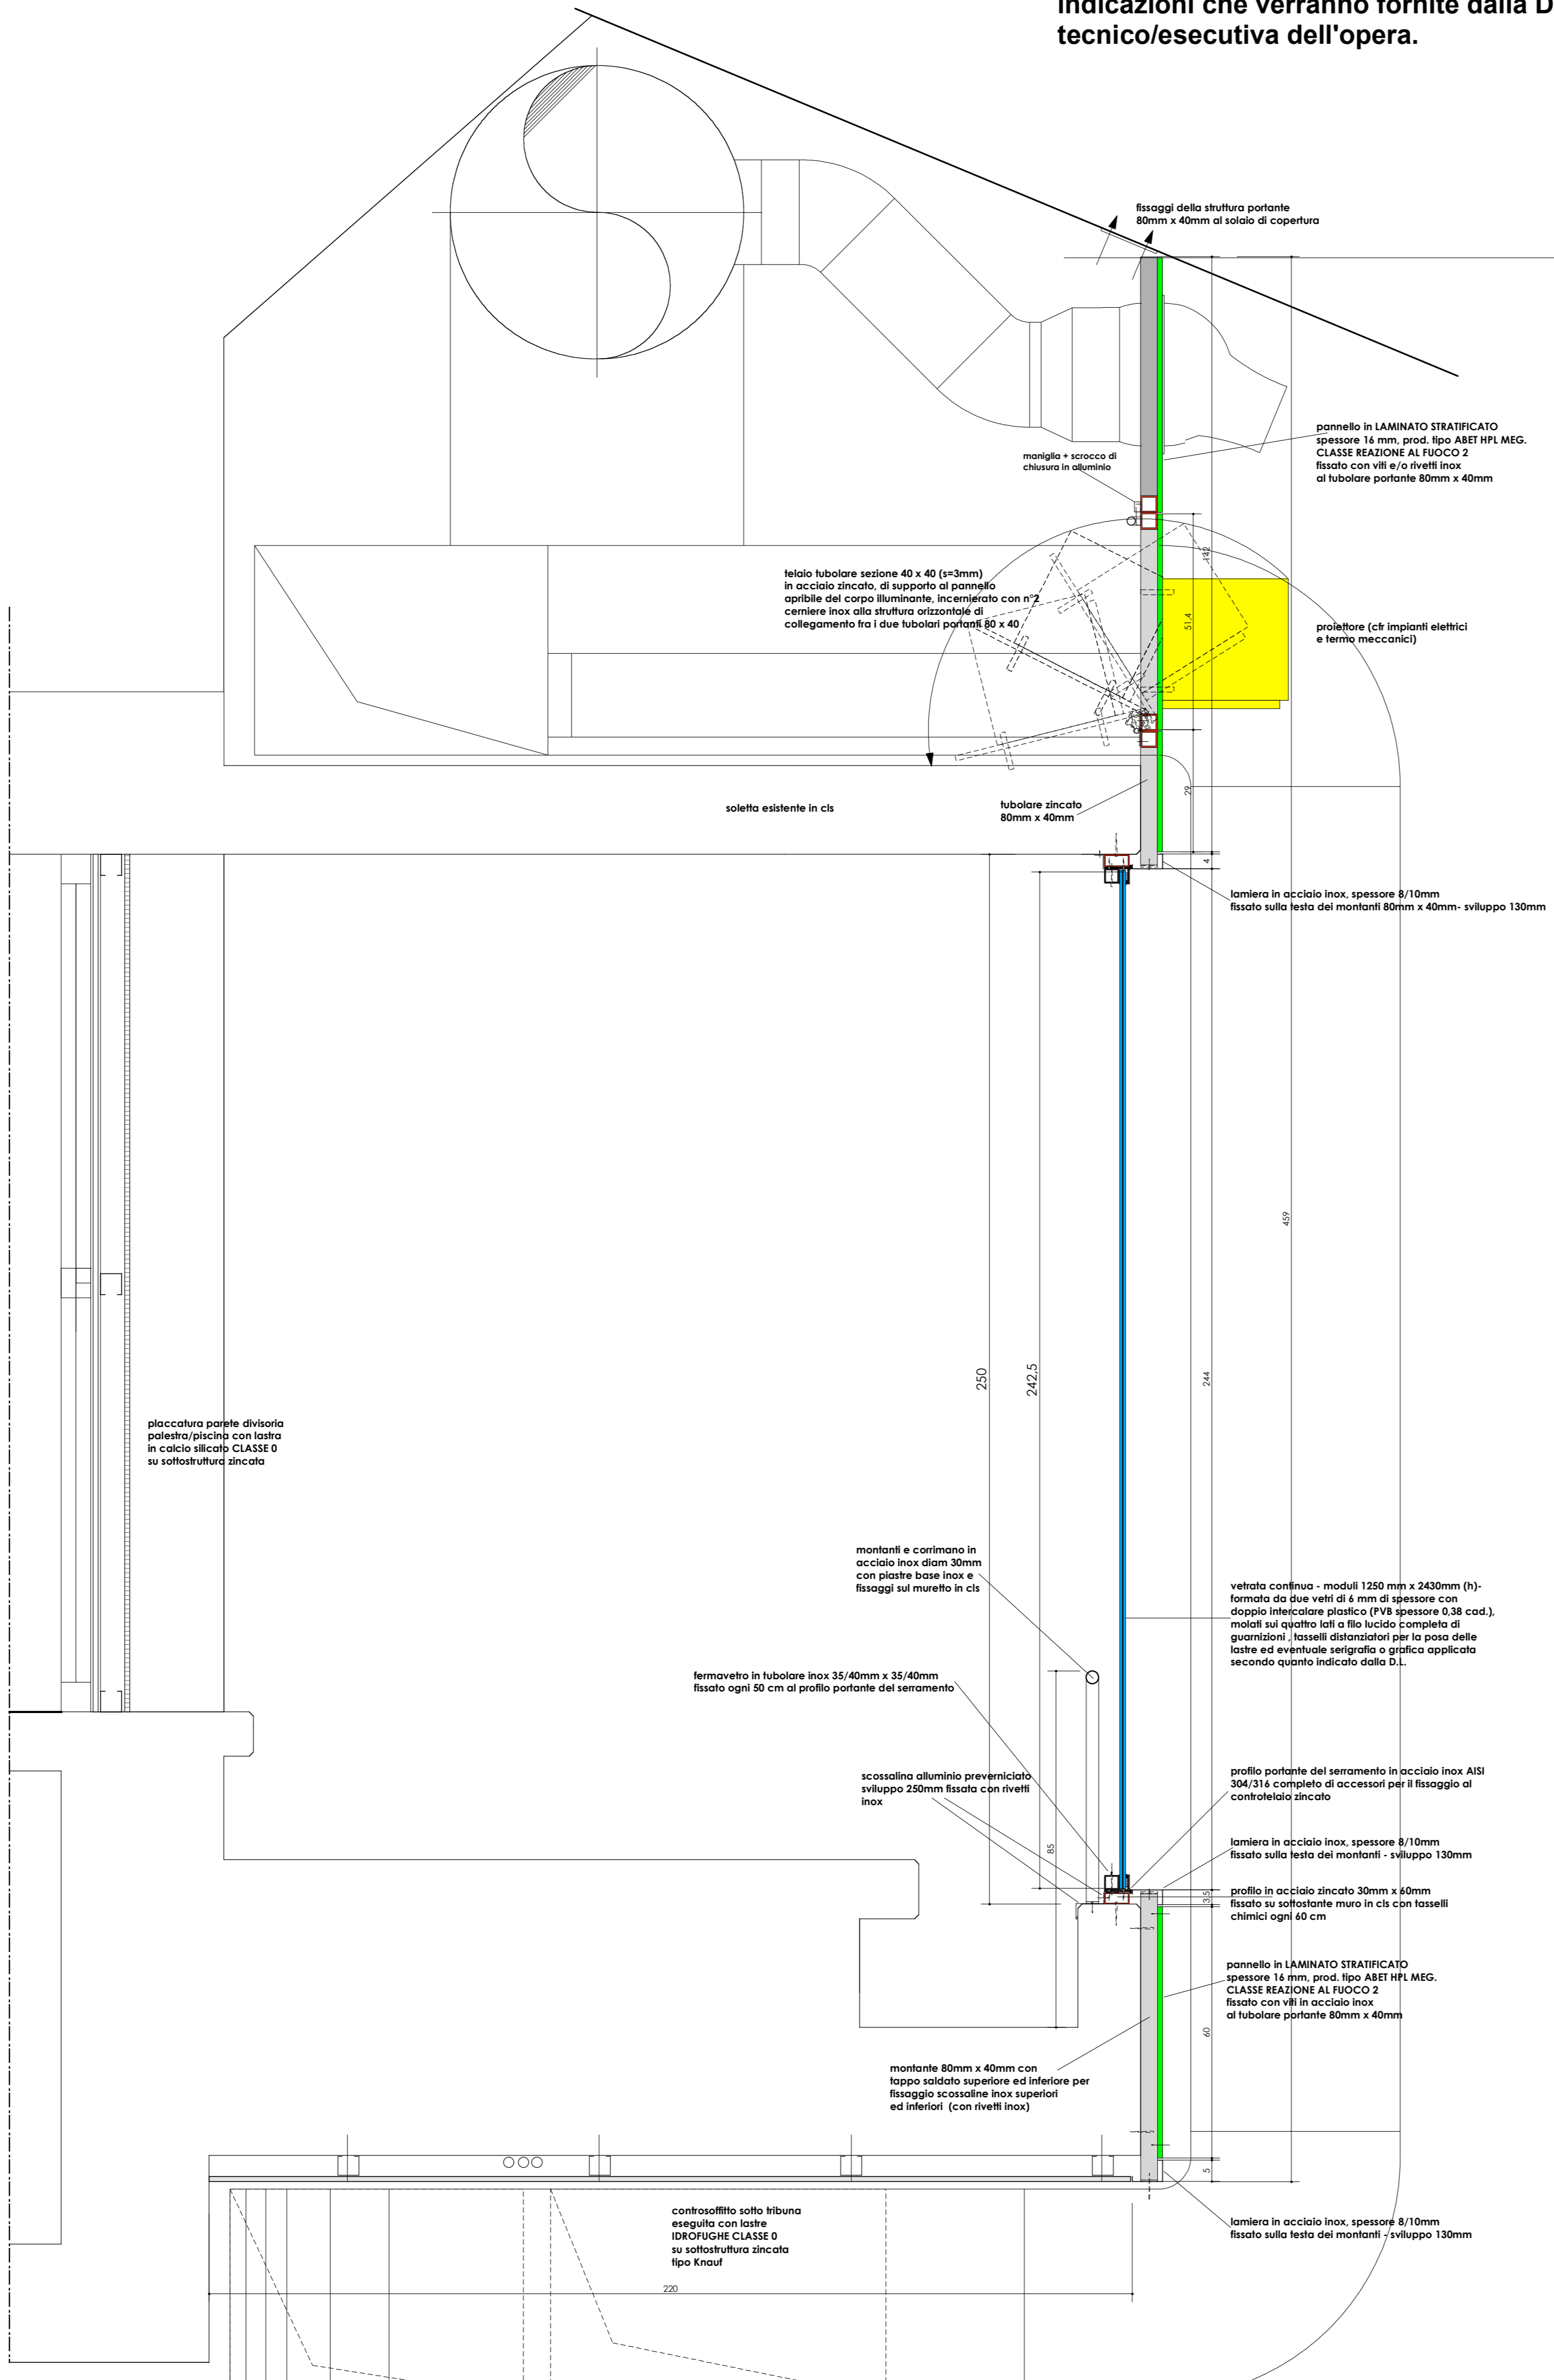 indicazioni che verranno fornite dalla D
tecnico/esecutiva dell'opera.
fissaggi della struttura portante
80mm x 40mm al solaio di copertura
pannello in LAMINATO STRATIFICATO
spessore 16 mm, prod. tipo ABET HPL MEG.
CLASSE REAZIONE AL FUOCO 2
fissato con viti e/o rivetti inox
al tubolare portante 80mm x 40mm
maniglia + scrocco di
chiusura in alluminio
142
telaio tubolare sezione 40 x 40 (s=3mm)
in acciaio zincato, di supporto al pannello
apribile del corpo illuminante, incernierato con n°2
cerniere inox alla struttura orizzontale di
collegamento fra i due tubolari portanti 80 x 40
51,4
proiettore (cfr impianti elettrici
e termo meccanici)
soletta esistente in cls
tubolare zincato
80mm x 40mm
29
4
lamiera in acciaio inox, spessore 8/10mm
fissato sulla testa dei montanti 80mm x 40mm- sviluppo 130mm
459
250
242,5
244
placcatura parete divisoria
palestra/piscina con lastra
in calcio silicato CLASSE 0
su sottostruttura zincata
montanti e corrimano in
acciaio inox diam 30mm
con piastre base inox e
fissaggi sul muretto in cls
vetrata continua - moduli 1250 mm x 2430mm (h)-
formata da due vetri di 6 mm di spessore con
doppio intercalare plastico (PVB spessore 0,38 cad.),
molati sui quattro lati a filo lucido completa di
guarnizioni , tasselli distanziatori per la posa delle
lastre ed eventuale serigrafia o grafica applicata
secondo quanto indicato dalla D.L.
fermavetro in tubolare inox 35/40mm x 35/40mm
fissato ogni 50 cm al profilo portante del serramento
scossalina alluminio preverniciato
sviluppo 250mm fissata con rivetti
inox
profilo portante del serramento in acciaio inox AISI
304/316 completo di accessori per il fissaggio al
controtelaio zincato
85
lamiera in acciaio inox, spessore 8/10mm
fissato sulla testa dei montanti - sviluppo 130mm
3,5
profilo in acciaio zincato 30mm x 60mm
fissato su sottostante muro in cls con tasselli
chimici ogni 60 cm
pannello in LAMINATO STRATIFICATO
spessore 16 mm, prod. tipo ABET HPL MEG.
CLASSE REAZIONE AL FUOCO 2
fissato con viti in acciaio inox
al tubolare portante 80mm x 40mm
60
montante 80mm x 40mm con
tappo saldato superiore ed inferiore per
fissaggio scossaline inox superiori
ed inferiori (con rivetti inox)
5
controsoffitto sotto tribuna
eseguita con lastre
IDROFUGHE CLASSE 0
su sottostruttura zincata
tipo Knauf
lamiera in acciaio inox, spessore 8/10mm
fissato sulla testa dei montanti - sviluppo 130mm
220